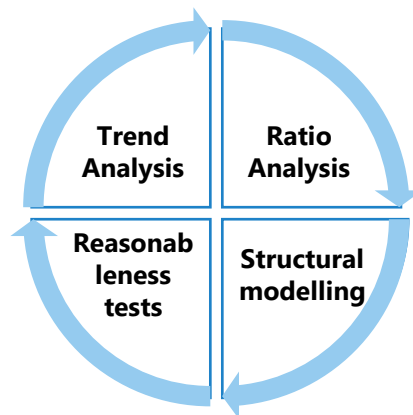 Trend
Analysis
Ratio
Analysis
Reasonab
leness
tests
Structural
modelling